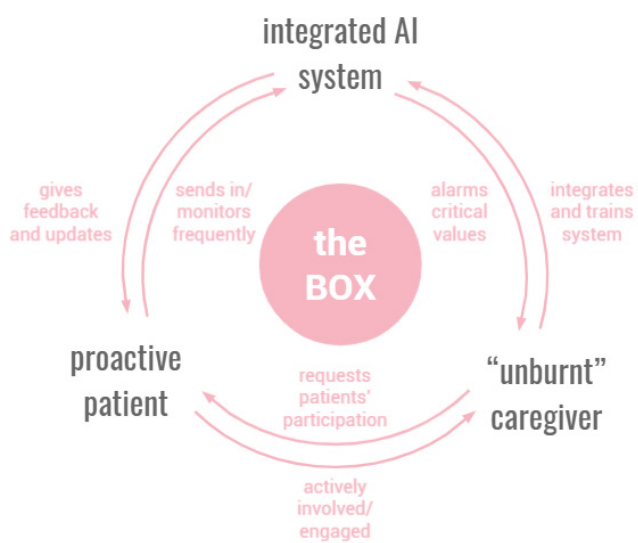 integrated AI
system
gives
feedback
and updates
sends in/
monitors
frequently
the
BOX
alarms
critical
values
integrates
and trains
system
proactive
patient
requests
patients’
participation
“unburnt”
caregiver
actively
involved/
engaged